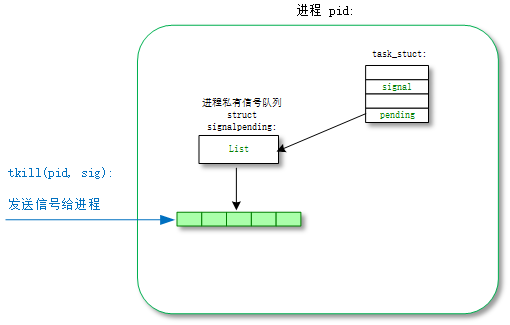 进程 pid:
task_stuct:
signal
pending
进程私有信号队列
struct
signalpending:
List
tkill(pid, sig):
发送信号给进程